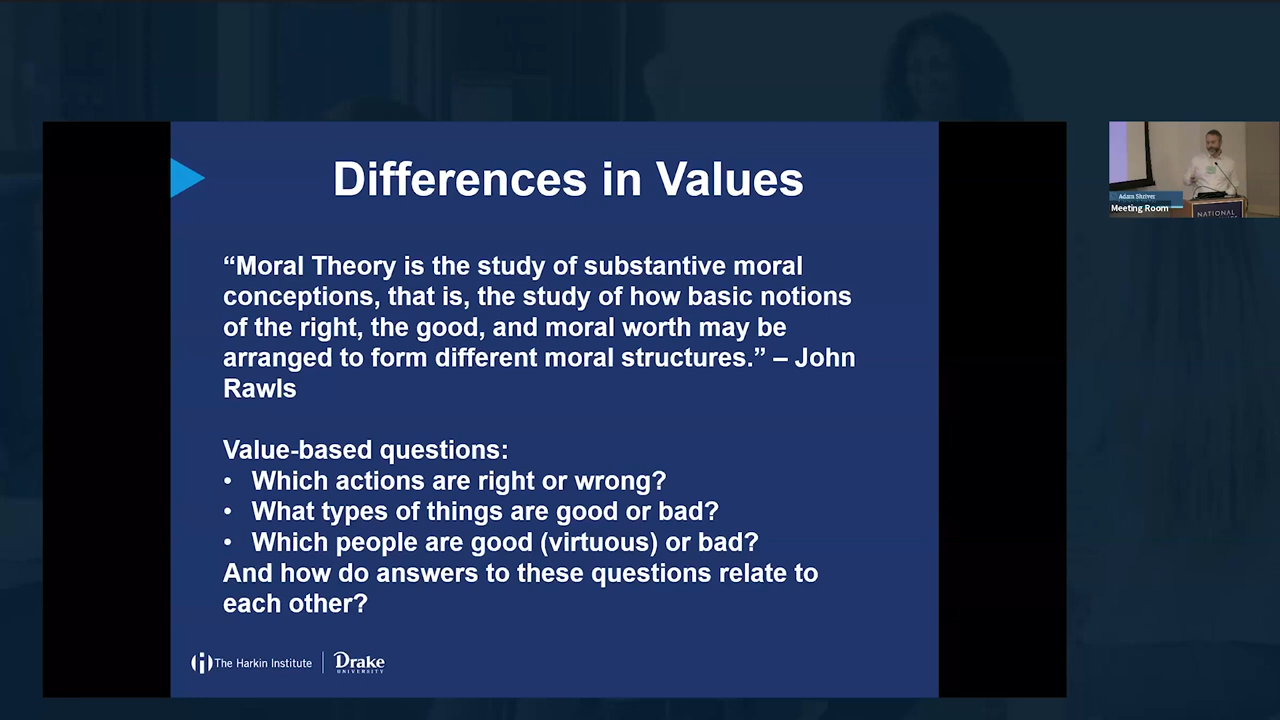 Differences in Values
“Moral Theory is the study of substantive moral
conceptions, that is, the study of how basic notions
of the right, the good, and moral worth may be
arranged to form different moral structures.” – John
Rawls
Value-based questions:
• Which actions are right or wrong?
• What types of things are good or bad?
• Which people are good (virtuous) or bad?
And how do answers to these questions relate to
each other?
The Harkin Institute
Drake
UNIVERSITY
Adam Shriver
Meeting Room
NATIONAL